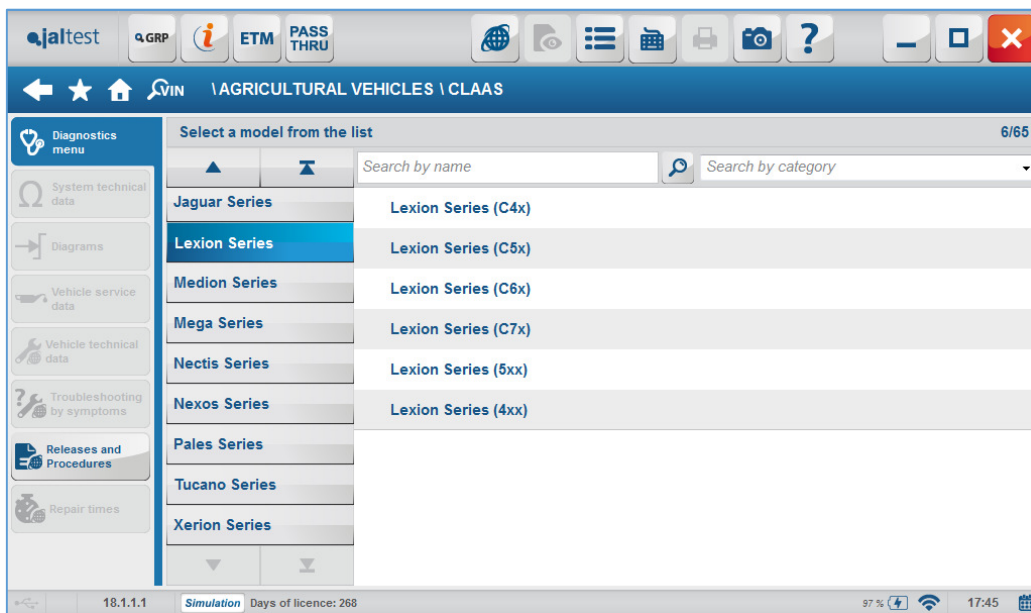 jaltest GRP i ETM PASS THRU ?
VIN \ AGRICULTURAL VEHICLES \ CLAAS
Diagnostics menu
System technical data
Diagrams
Vehicle service data
Vehicle technical data
Troubleshooting by symptoms
Releases and Procedures
Repair times
Select a model from the list 6/65
Search by name Search by category
Jaguar Series
Lexion Series
Medion Series
Mega Series
Nectis Series
Nexos Series
Pales Series
Tucano Series
Xerion Series
Lexion Series (C4x)
Lexion Series (C5x)
Lexion Series (C6x)
Lexion Series (C7x)
Lexion Series (5xx)
Lexion Series (4xx)
18.1.1.1 Simulation Days of licence: 268 97 % 17:45